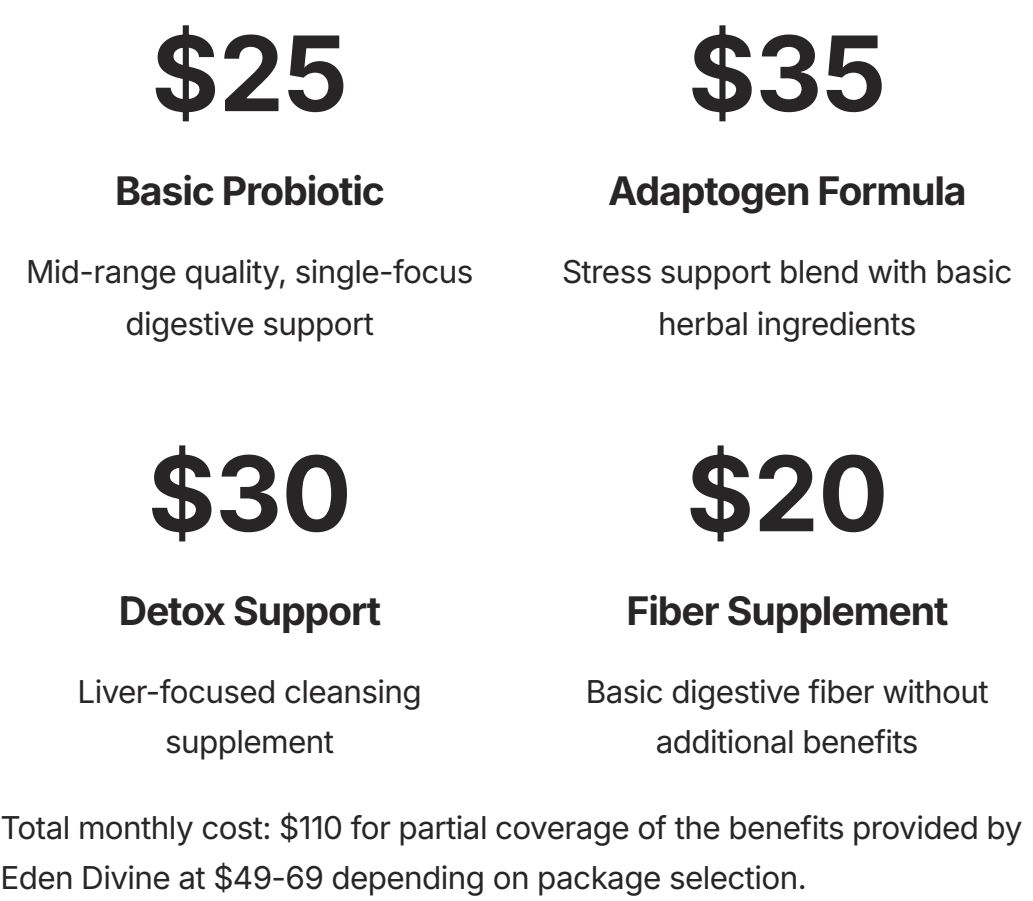 $25
Basic Probiotic
Mid-range quality, single-focus
digestive support
$35
Adaptogen Formula
Stress support blend with basic
herbal ingredients
$30
Detox Support
Liver-focused cleansing
supplement
$20
Fiber Supplement
Basic digestive fiber without
additional benefits
Total monthly cost: $110 for partial coverage of the benefits provided by
Eden Divine at $49-69 depending on package selection.